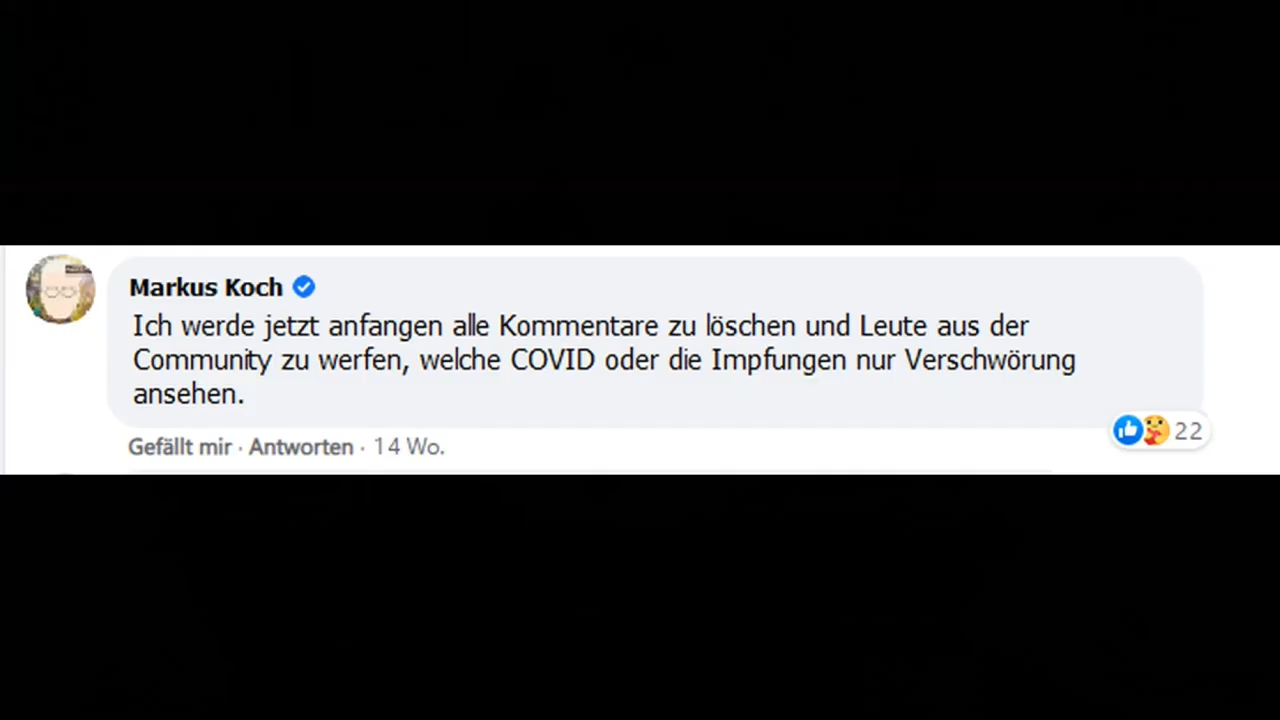 Markus Koch
Ich werde jetzt anfangen alle Kommentare zu löschen und Leute aus der
Community zu werfen, welche COVID oder die Impfungen nur Verschwörung
ansehen.
Gefällt mir · Antworten · 14 Wo.
22